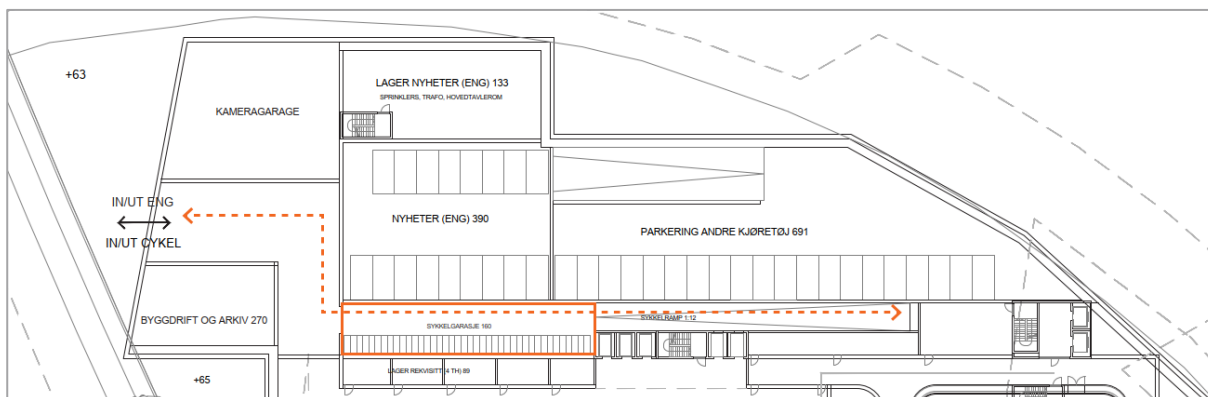 +63
LAGER NYHETER (ENG) 133
SPRINKLERS, TRAFO, HOVEDTAVLEROM
KAMERAGARAGE
IN/UT ENG
IN/UT CYKEL
NYHETER (ENG) 390
PARKERING ANDRE KJØRETØJ 691
BYGGDRIFT OG ARKIV 270
SYKKELGARASJE 160
SYKKELRAMP 1:12
LAGER REKVISITT (4 TH) 89
+65